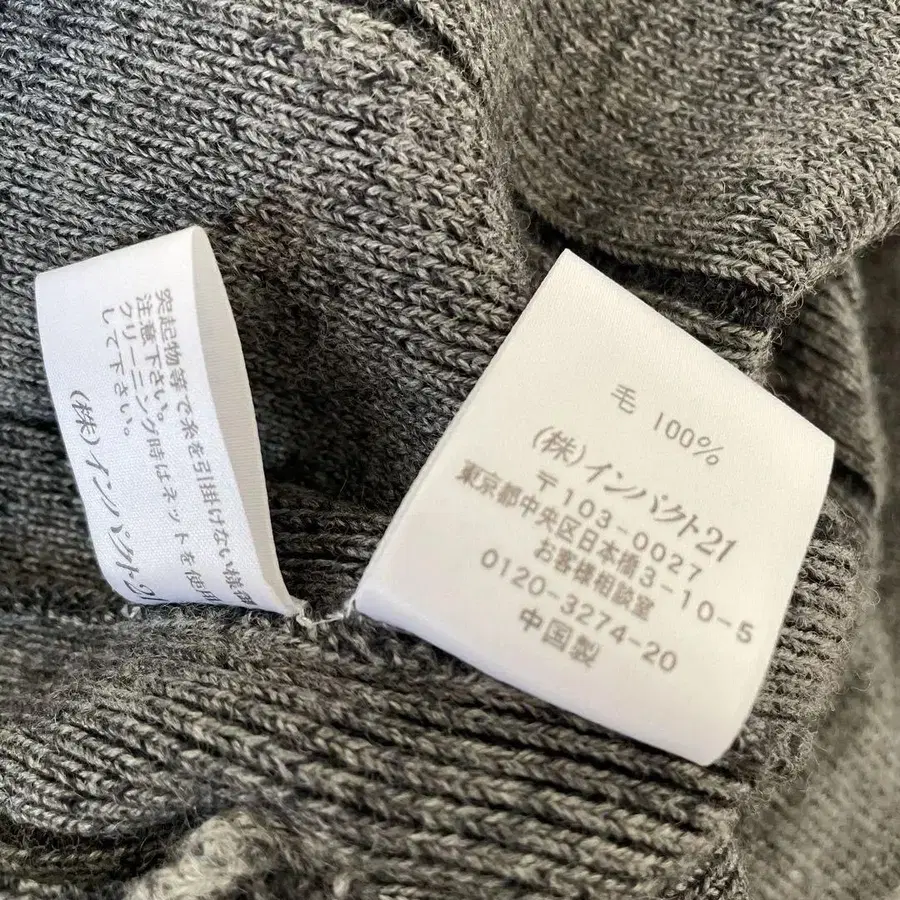 突起物等で糸を引掛けない様
注意下さい。
クリーニング時はネットを使用
して下さい。
(株)インパクト21
毛 100%
(株)インパクト21
〒103-0027
東京都中央区日本橋3-10-5
お客様相談室
0120-3274-20
中国製